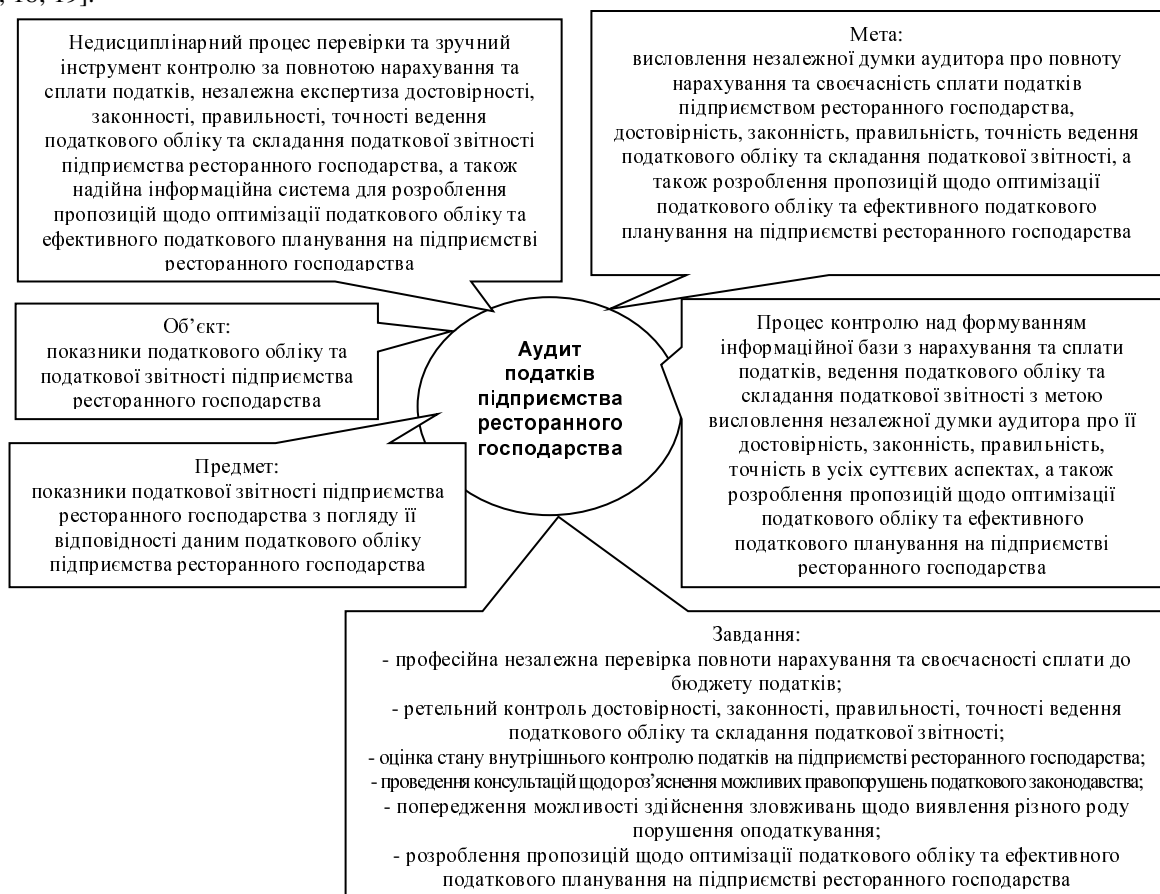 , 18, 19].
Недисциплінарний процес перевірки та зручний
інструмент контролю за повнотою нарахування та
сплати податків, незалежна експертиза достовірності,
законності, правильності, точності ведення
податкового обліку та складання податкової звітності
підприємства ресторанного господарства, а також
надійна інформаційна система для розроблення
пропозицій щодо оптимізації податкового обліку та
ефективного податкового планування на підприємстві
ресторанного господарства
Мета:
висловлення незалежної думки аудитора про повноту
нарахування та своєчасність сплати податків
підприємством ресторанного господарства,
достовірність, законність, правильність, точність ведення
податкового обліку та складання податкової звітності, а
також розроблення пропозицій щодо оптимізації
податкового обліку та ефективного податкового
планування на підприємстві ресторанного господарства
Об’єкт:
показники податкового обліку та
податкової звітності підприємства
ресторанного господарства
Аудит
податків
підприємства
ресторанного
господарства
Процес контролю над формуванням
інформаційної бази з нарахування та сплати
податків, ведення податкового обліку та
складання податкової звітності з метою
висловлення незалежної думки аудитора про її
достовірність, законність, правильність,
точність в усіх суттєвих аспектах, а також
розроблення пропозицій щодо оптимізації
податкового обліку та ефективного
податкового планування на підприємстві
ресторанного господарства
Предмет:
показники податкової звітності підприємства
ресторанного господарства з погляду її
відповідності даним податкового обліку
підприємства ресторанного господарства
Завдання:
- професійна незалежна перевірка повноти нарахування та своєчасності сплати до
бюджету податків;
- ретельний контроль достовірності, законності, правильності, точності ведення
податкового обліку та складання податкової звітності;
- оцінка стану внутрішнього контролю податків на підприємстві ресторанного господарства;
- проведення консультацій щодо роз’яснення можливих правопорушень податкового законодавства;
- попередження можливості здійснення зловживань щодо виявлення різного роду
порушення оподаткування;
- розроблення пропозицій щодо оптимізації податкового обліку та ефективного
податкового планування на підприємстві ресторанного господарства